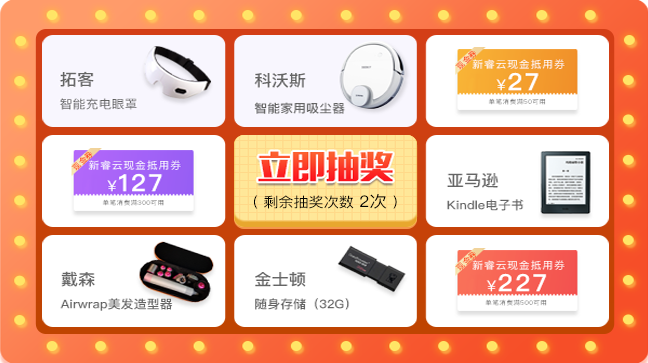 拓客
智能充电眼罩
科沃斯
智能家用吸尘器
新睿云现金抵用券
¥27
单笔消费满50可用
新睿云现金抵用券
¥127
单笔消费满300可用
立即抽奖
( 剩余抽奖次数 2次 )
亚马逊
Kindle电子书
戴森
Airwrap美发造型器
金士顿
随身存储（32G）
新睿云现金抵用券
¥227
单笔消费满500可用